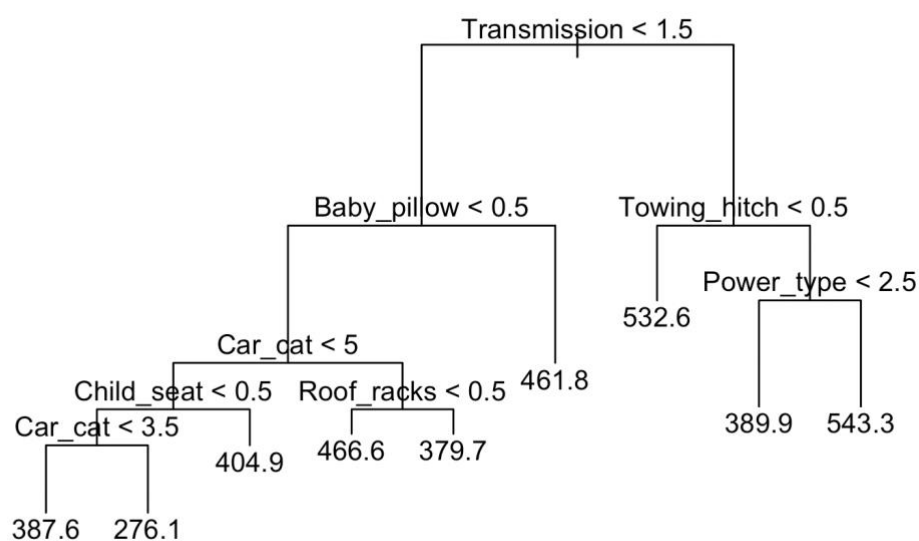 Transmission < 1.5
Baby_pillow < 0.5
Towing_hitch < 0.5
Power_type < 2.5
532.6
Car_cat < 5
461.8
Child_seat < 0.5
Roof_racks < 0.5
389.9
543.3
Car_cat < 3.5
404.9
466.6
379.7
387.6
276.1